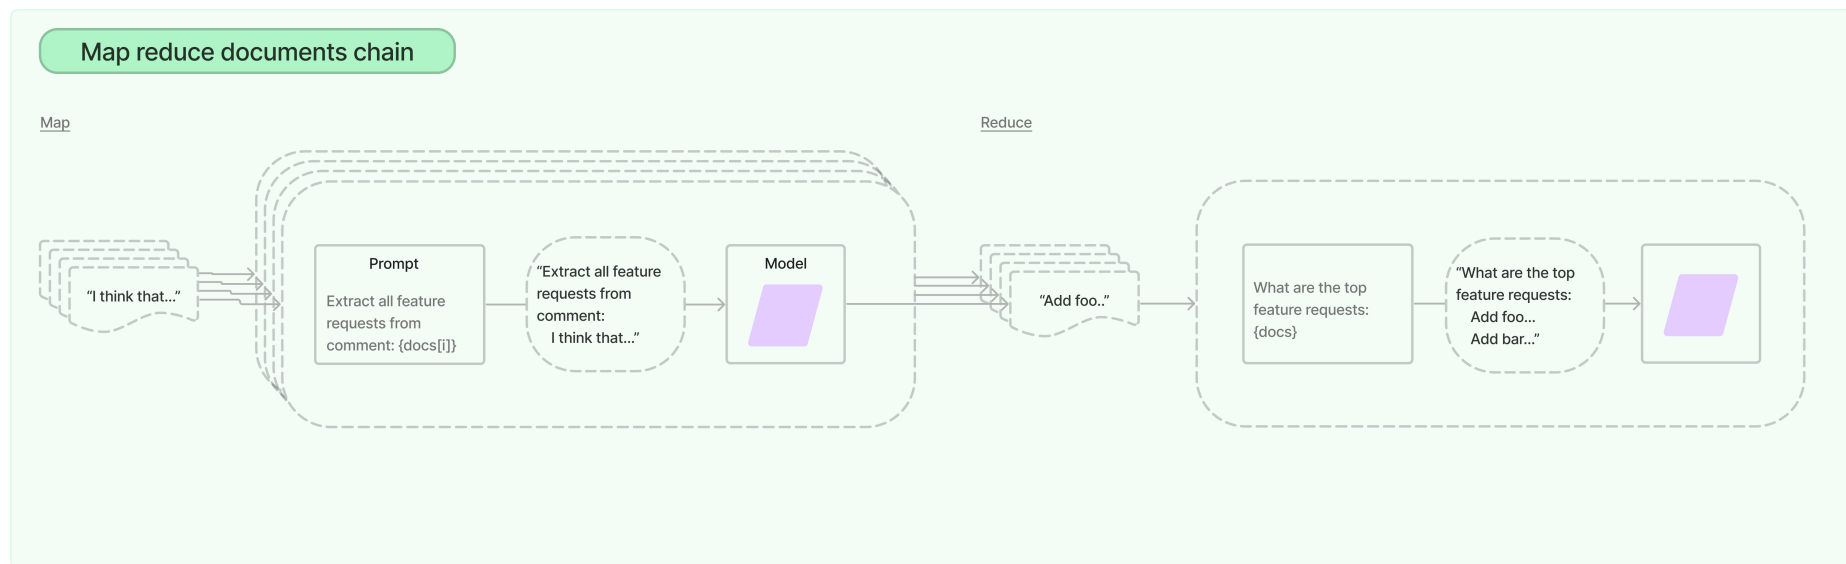 Map reduce documents chain
Map
Reduce
“I think that...”
Prompt
Extract all feature
requests from
comment: {docs[i]}
“Extract all feature
requests from
comment:
I think that...”
Model
“Add foo..”
What are the top
feature requests:
{docs}
“What are the top
feature requests:
Add foo...
Add bar...”